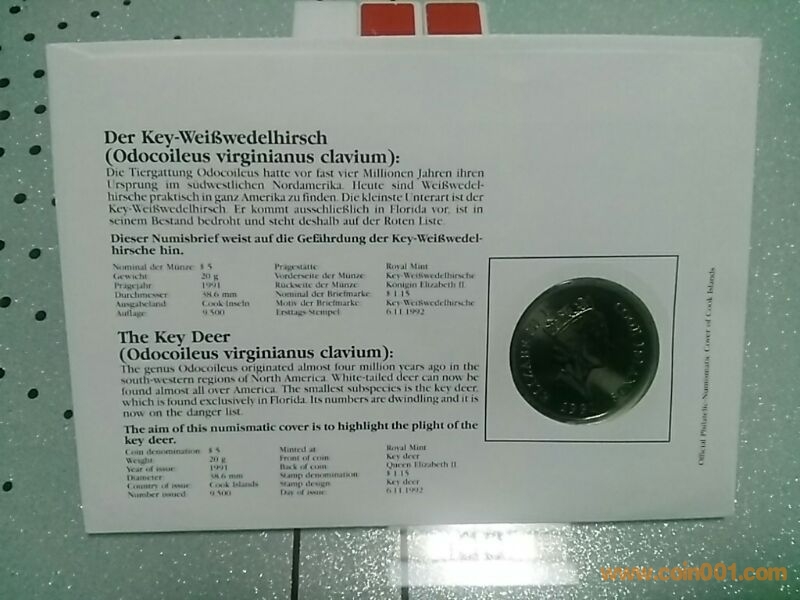 Der Key-Weißwedelhirsch
(Odocoileus virginianus clavium):
Die Tiergattung Odocoileus hatte vor fast vier Millionen Jahren ihren
Ursprung im südwestlichen Nordamerika. Heute sind Weißwedel-
hirsche praktisch in ganz Amerika zu finden. Die kleinste Unterart ist der
Key-Weißwedelhirsch. Er kommt ausschließlich in Florida vor, ist in
seinem Bestand bedroht und steht deshalb auf der Roten Liste.
Dieser Numisbrief weist auf die Gefährdung der Key-Weißwedel-
hirsche hin.
Nominal der Münze: $ 5 Prägestätte: Royal Mint
Gewicht: 20 g Vorderseite der Münze: Key-Weißwedelhirsche
Prägejahr: 1991 Rückseite der Münze: Königin Elizabeth II.
Durchmesser: 38.6 mm Nominal der Briefmarke: $ 1.15
Ausgabeland: Cook-Inseln Motiv der Briefmarke: Key-Weißwedelhirsche
Auflage: 9.500 Ersttags-Stempel: 6.11.1992
The Key Deer
(Odocoileus virginianus clavium):
The genus Odocoileus originated almost four million years ago in the
south-western regions of North America. White-tailed deer can now be
found almost all over America. The smallest subspecies is the key deer,
which is found exclusively in Florida. Its numbers are dwindling and it is
now on the danger list.
The aim of this numismatic cover is to highlight the plight of the
key deer.
Coin denomination: $ 5 Minted at: Royal Mint
Weight: 20 g Front of coin: Key deer
Year of issue: 1991 Back of coin: Queen Elizabeth II.
Diameter: 38.6 mm Stamp denomination: $ 1.15
Country of issue: Cook Islands Stamp design: Key deer
Number issued: 9.500 Day of issue: 6.11.1992
ELIZABETH II
COOK ISLANDS
Official Philatelic-Numismatic Cover of Cook Islands
www.coin001.com